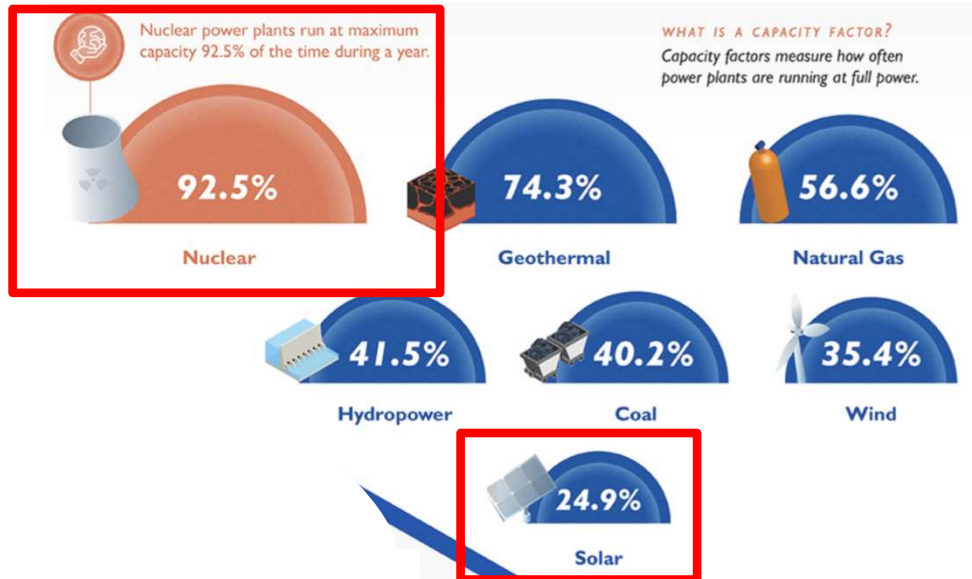 Nuclear power plants run at maximum
capacity 92.5% of the time during a year.
WHAT IS A CAPACITY FACTOR?
Capacity factors measure how often
power plants are running at full power.
92.5%
Nuclear
74.3%
Geothermal
56.6%
Natural Gas
41.5%
Hydropower
40.2%
Coal
35.4%
Wind
24.9%
Solar